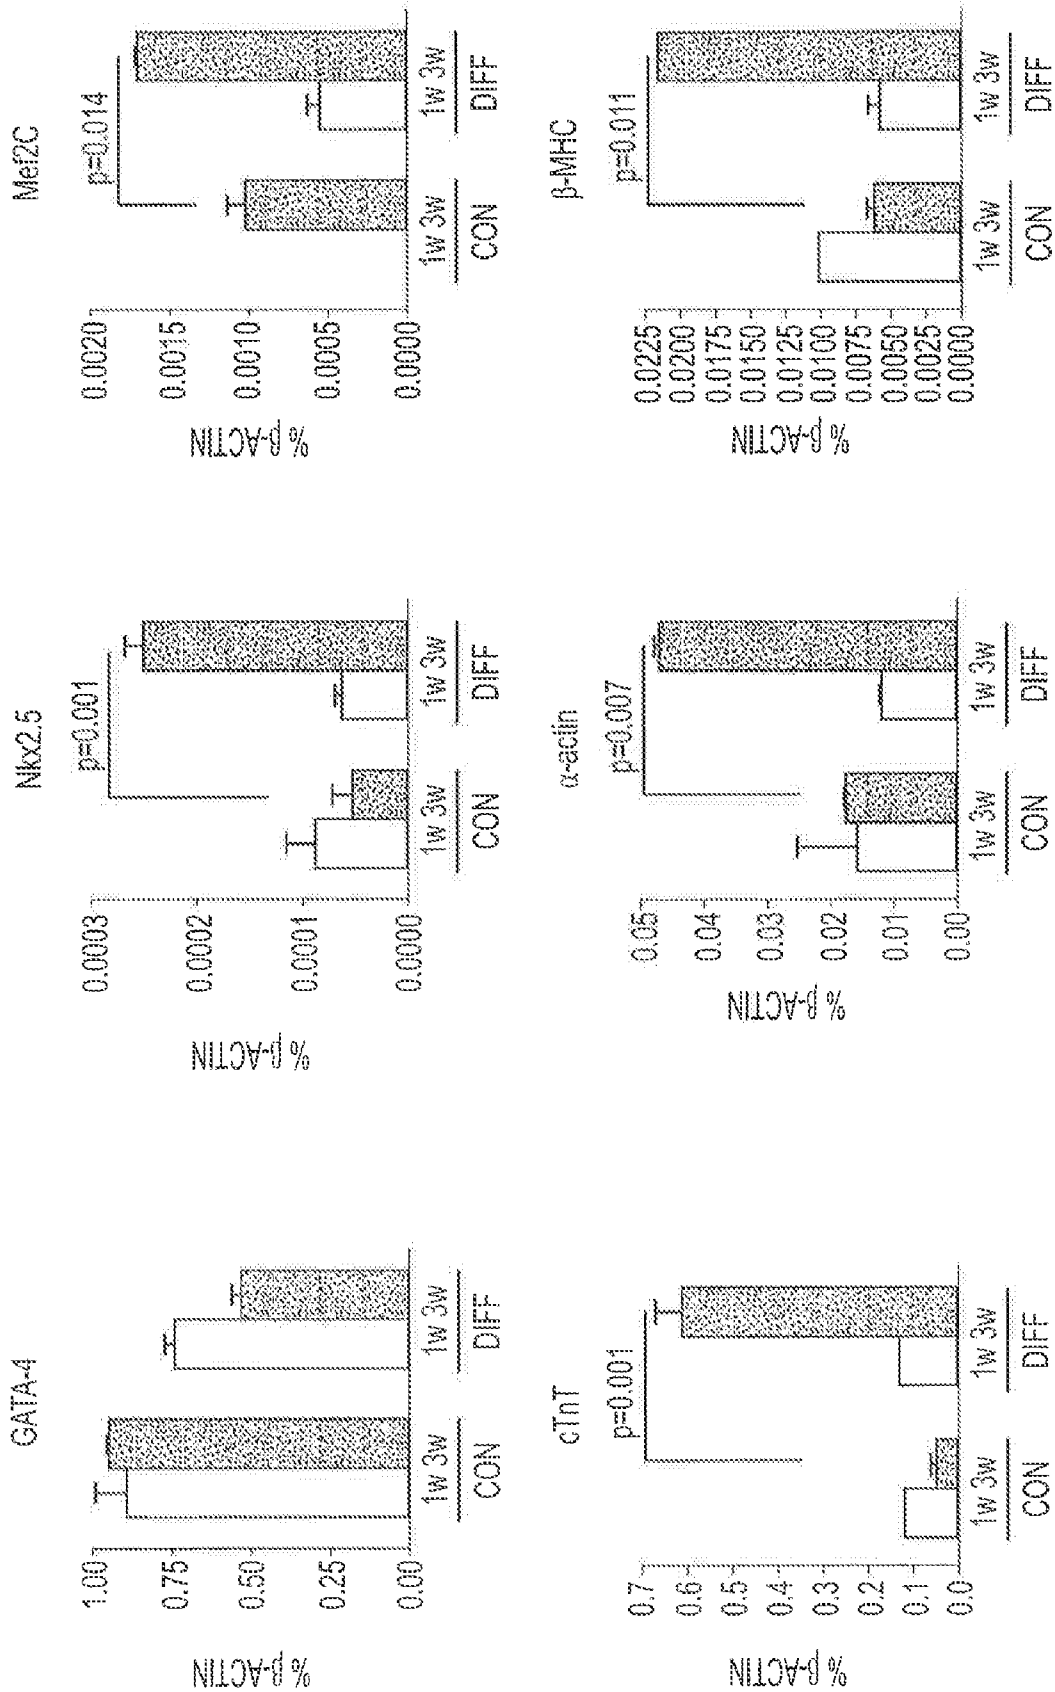 GATA-4
% β-ACTIN
1.00
0.75
0.50
0.25
0.00
1w 3w 1w 3w
CON DIFF
Nkx2.5
% β-ACTIN
0.0003
0.0002
0.0001
0.0000
p=0.001
1w 3w 1w 3w
CON DIFF
Mef2C
% β-ACTIN
0.0020
0.0015
0.0010
0.0005
0.0000
p=0.014
1w 3w 1w 3w
CON DIFF
cTnT
% β-ACTIN
0.7
0.6
0.5
0.4
0.3
0.2
0.1
0.0
p=0.001
1w 3w 1w 3w
CON DIFF
α-actin
% β-ACTIN
0.05
0.04
0.03
0.02
0.01
0.00
p=0.007
1w 3w 1w 3w
CON DIFF
β-MHC
% β-ACTIN
0.0225
0.0200
0.0175
0.0150
0.0125
0.0100
0.0075
0.0050
0.0025
0.0000
p=0.011
1w 3w 1w 3w
CON DIFF